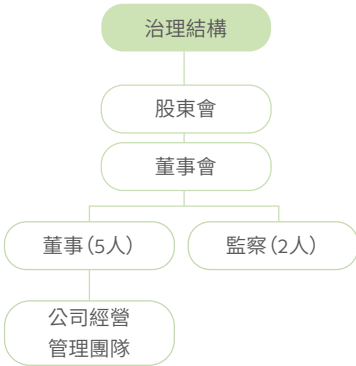 治理結構
股東會
董事會
董事(5人)
監察(2人)
公司經營
管理團隊